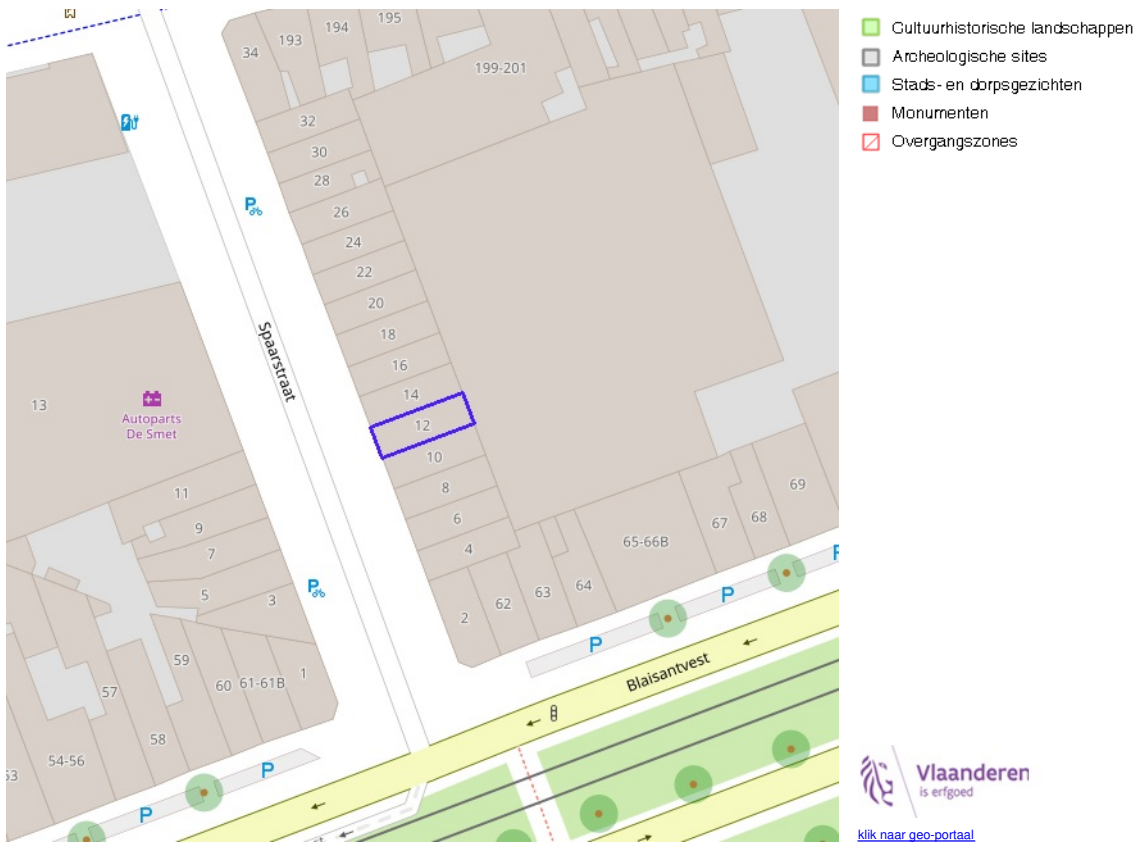 195
194
193
34
199-201
32
30
28
26
24
22
20
18
16
14
12
10
8
6
4
2
62
63
64
65-66B
67
68
69
Spaarstraat
13
Autoparts
De Smet
11
9
7
5
3
1
59
60
61-61B
58
57
54-56
53
P
P
P
P
P
P
P
Blaisantvest
Cultuurhistorische landschappen
Archeologische sites
Stads- en dorpsgezichten
Monumenten
Overgangszones
Vlaanderen
is erfgoed
klik naar geo-portaal